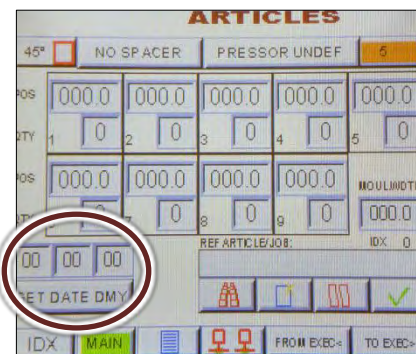 ARTICLES
45° NO SPACER PRESSOR UNDEF 5
POS 000.0 000.0 000.0 000.0 000.0
QTY 1 0 2 0 3 0 4 0 5 0
POS 000.0 000.0 000.0 000.0 MOULWDTH
QTY 0 7 0 8 0 9 0 000.0
REF ARTICLE/JOB: IDX 0
00 00 00
SET DATE DMY
IDX MAIN FROM EXEC< TO EXEC>